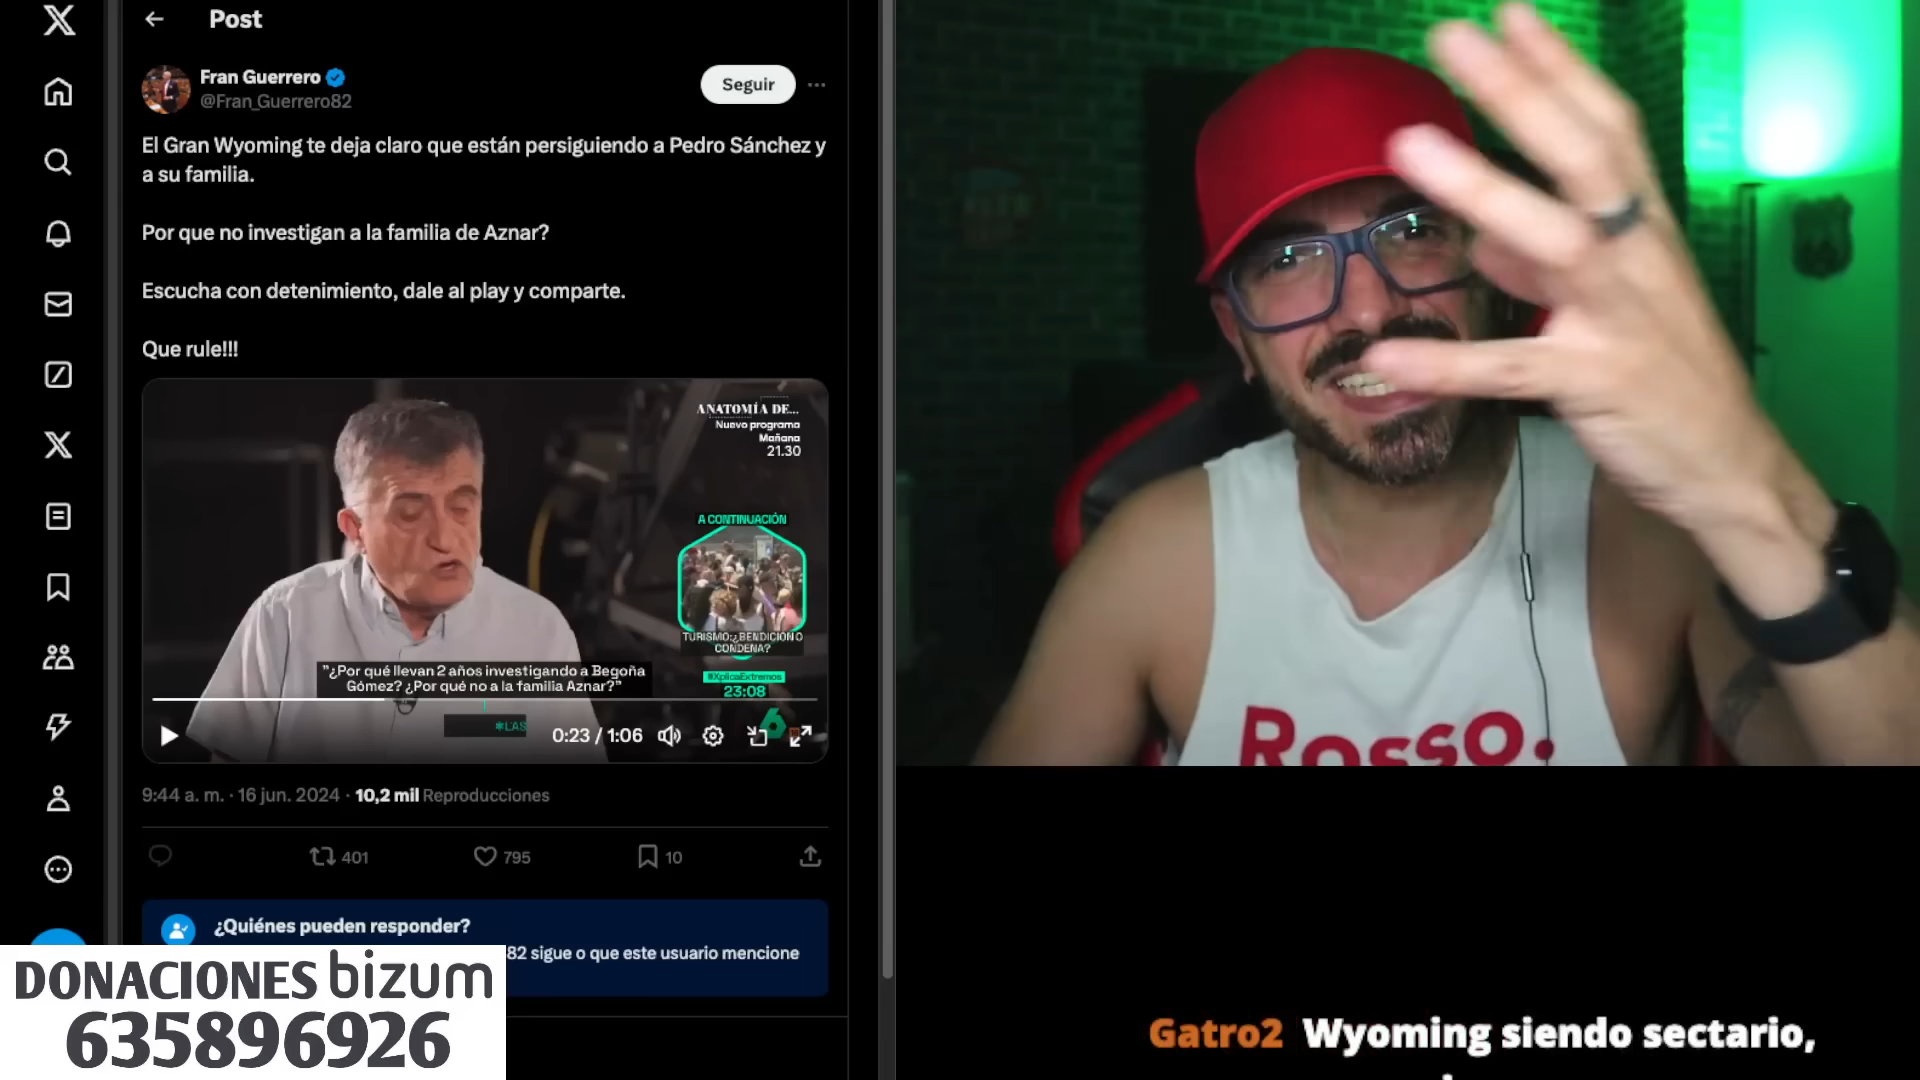 Post
Fran Guerrero
@Fran_Guerrero82
Seguir
El Gran Wyoming te deja claro que están persiguiendo a Pedro Sánchez y
a su familia.
Por que no investigan a la familia de Aznar?
Escucha con detenimiento, dale al play y comparte.
Que rule!!!
ANATOMÍA DE...
Nuevo programa
Mañana
21.30
A CONTINUACIÓN
TURISMO:¿BENDICIÓN O
CONDENA?
#XplicaExtremos
23:08
"¿Por qué llevan 2 años investigando a Begoña
Gómez? ¿Por qué no a la familia Aznar?"
*LAS
0:23 / 1:06
6
9:44 a. m. · 16 jun. 2024 · 10,2 mil Reproducciones
401
795
10
¿Quiénes pueden responder?
82 sigue o que este usuario mencione
DONACIONES bizum
635896926
Rosso.
Gatro2 Wyoming siendo sectario,